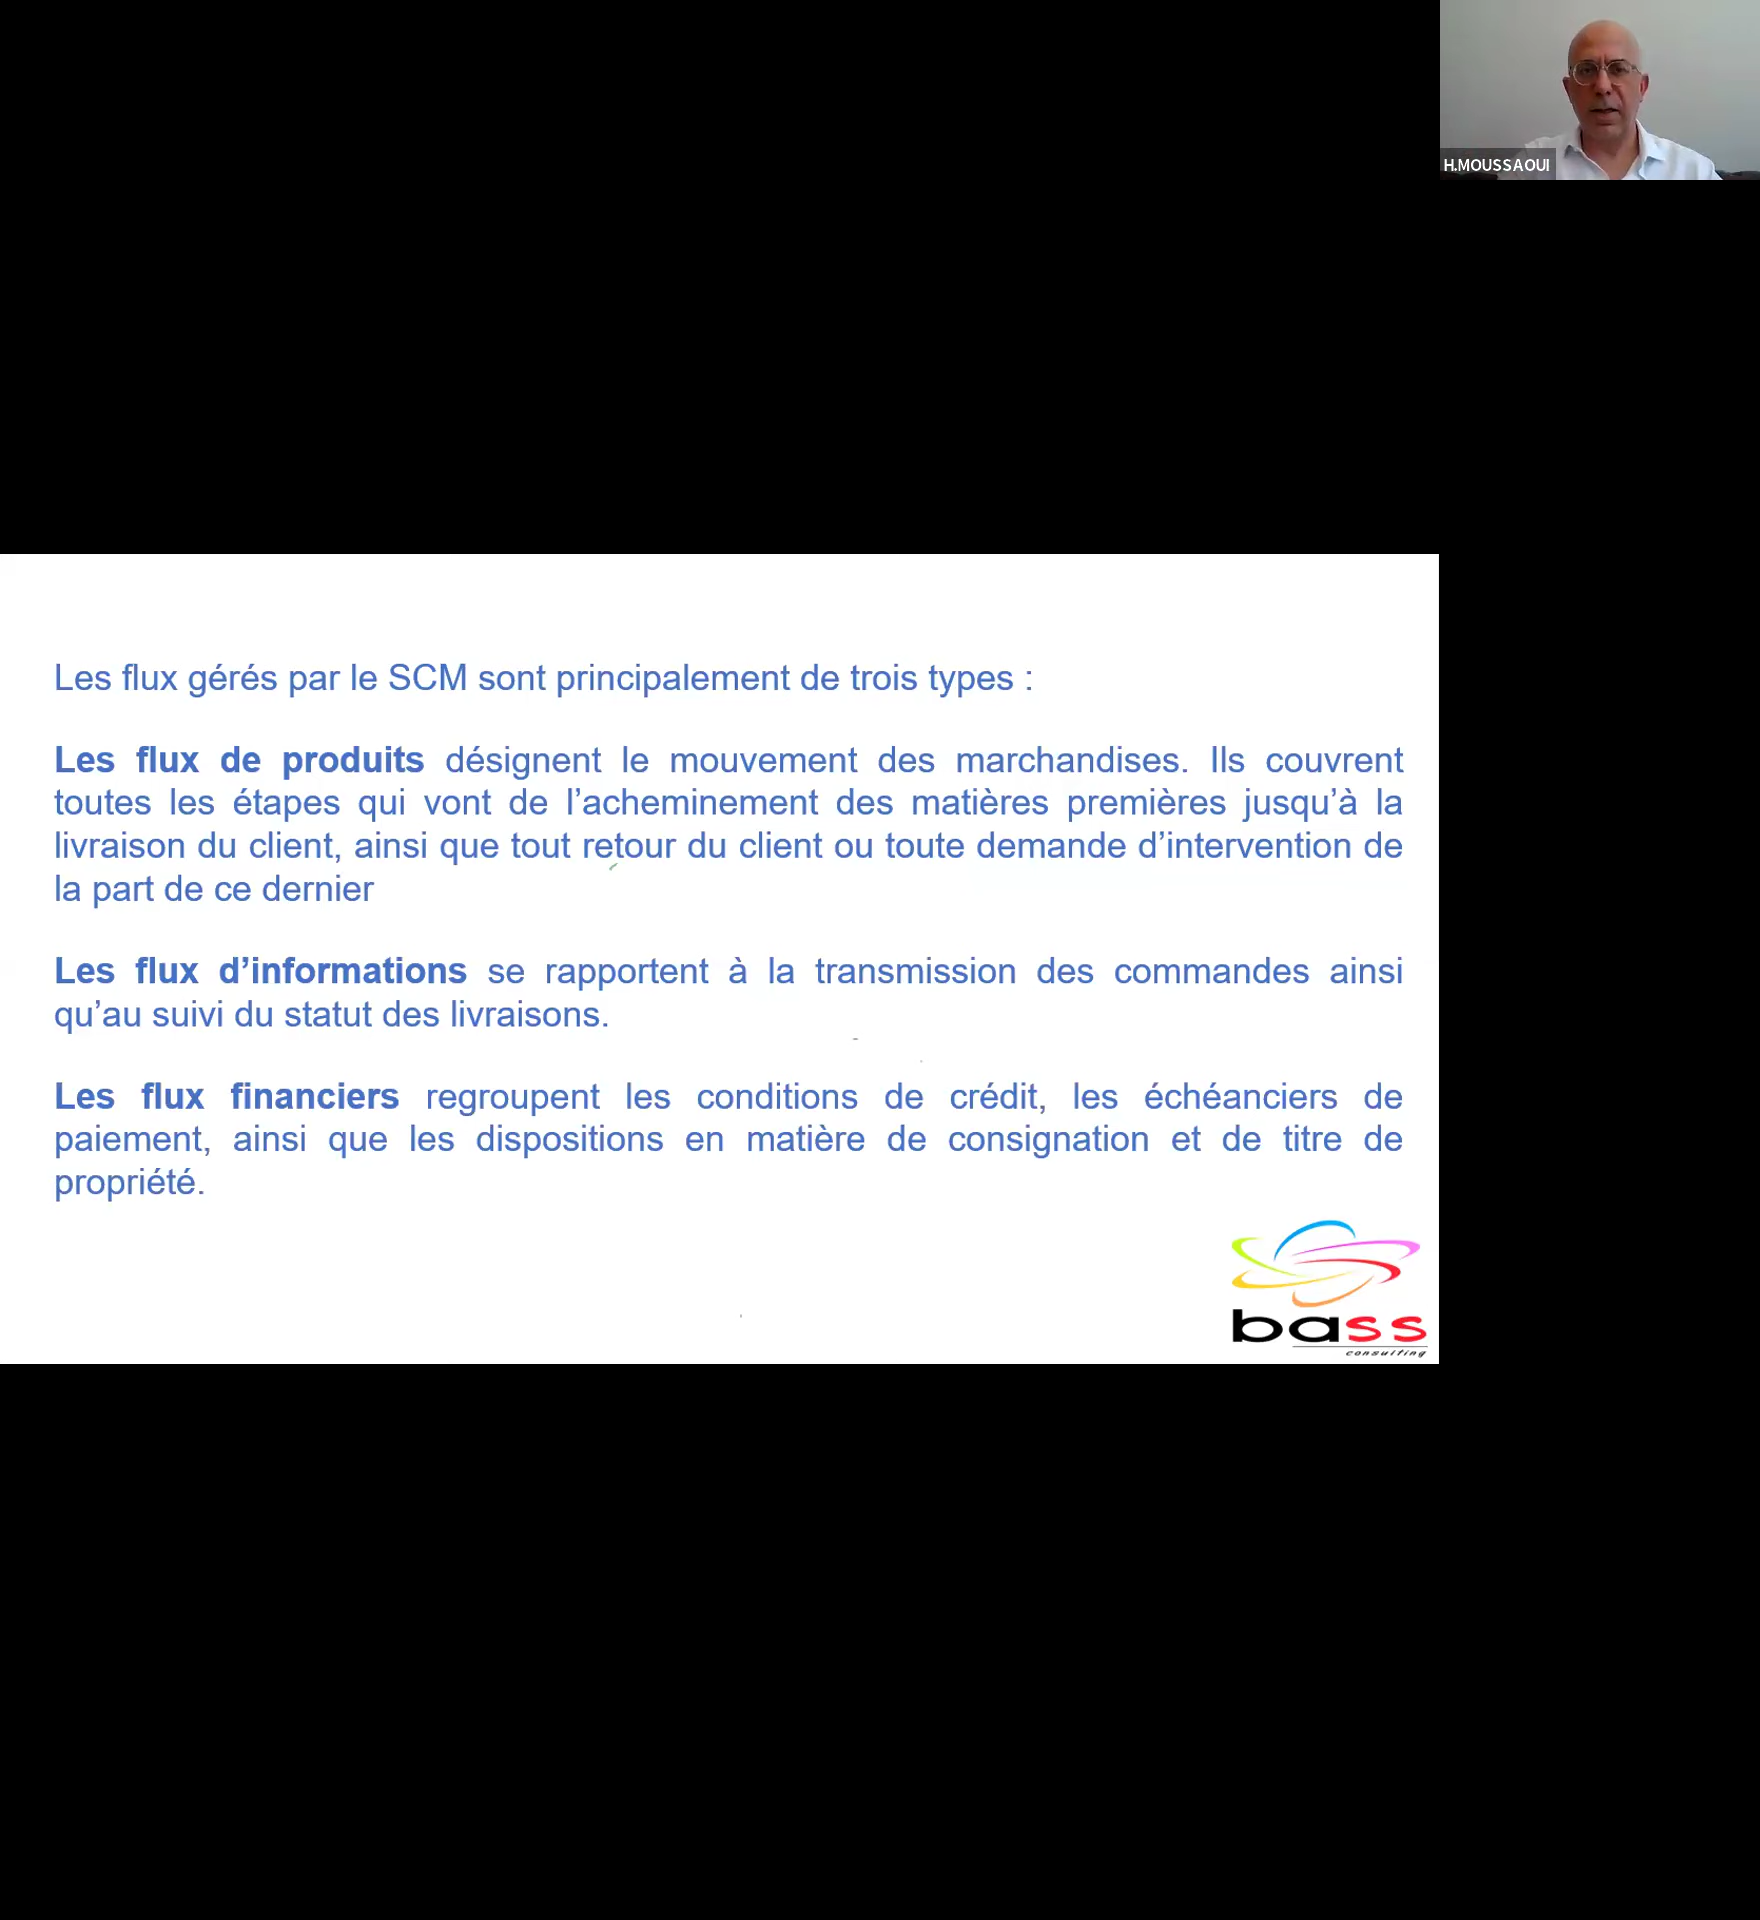 H.MOUSSAOUI
Les flux gérés par le SCM sont principalement de trois types :
Les flux de produits désignent le mouvement des marchandises. Ils couvrent
toutes les étapes qui vont de l’acheminement des matières premières jusqu’à la
livraison du client, ainsi que tout retour du client ou toute demande d’intervention de
la part de ce dernier
Les flux d’informations se rapportent à la transmission des commandes ainsi
qu’au suivi du statut des livraisons.
Les flux financiers regroupent les conditions de crédit, les échéanciers de
paiement, ainsi que les dispositions en matière de consignation et de titre de
propriété.
bass
consulting